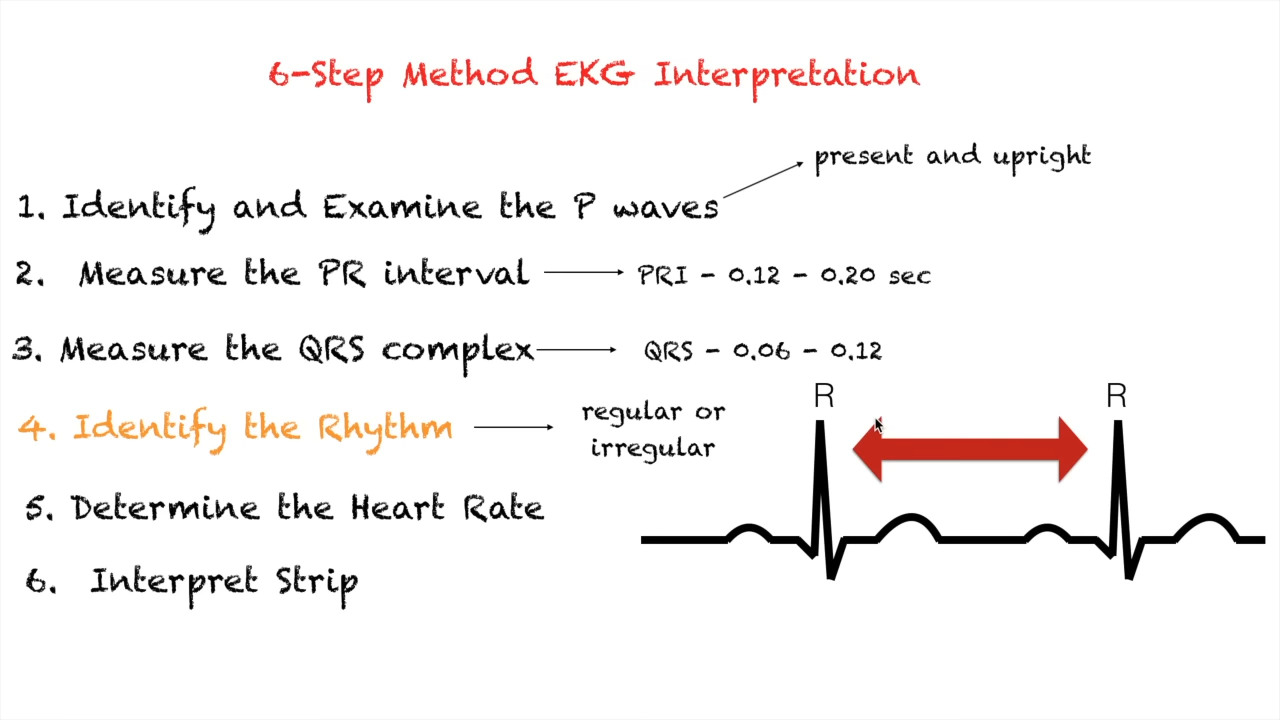 6-Step Method EKG Interpretation
present and upright
1. Identify and Examine the P waves
2. Measure the PR interval
PRI - 0.12 - 0.20 sec
3. Measure the QRS complex
QRS - 0.06 - 0.12
R
R
4. Identify the Rhythm
regular or
irregular
5. Determine the Heart Rate
6. Interpret Strip